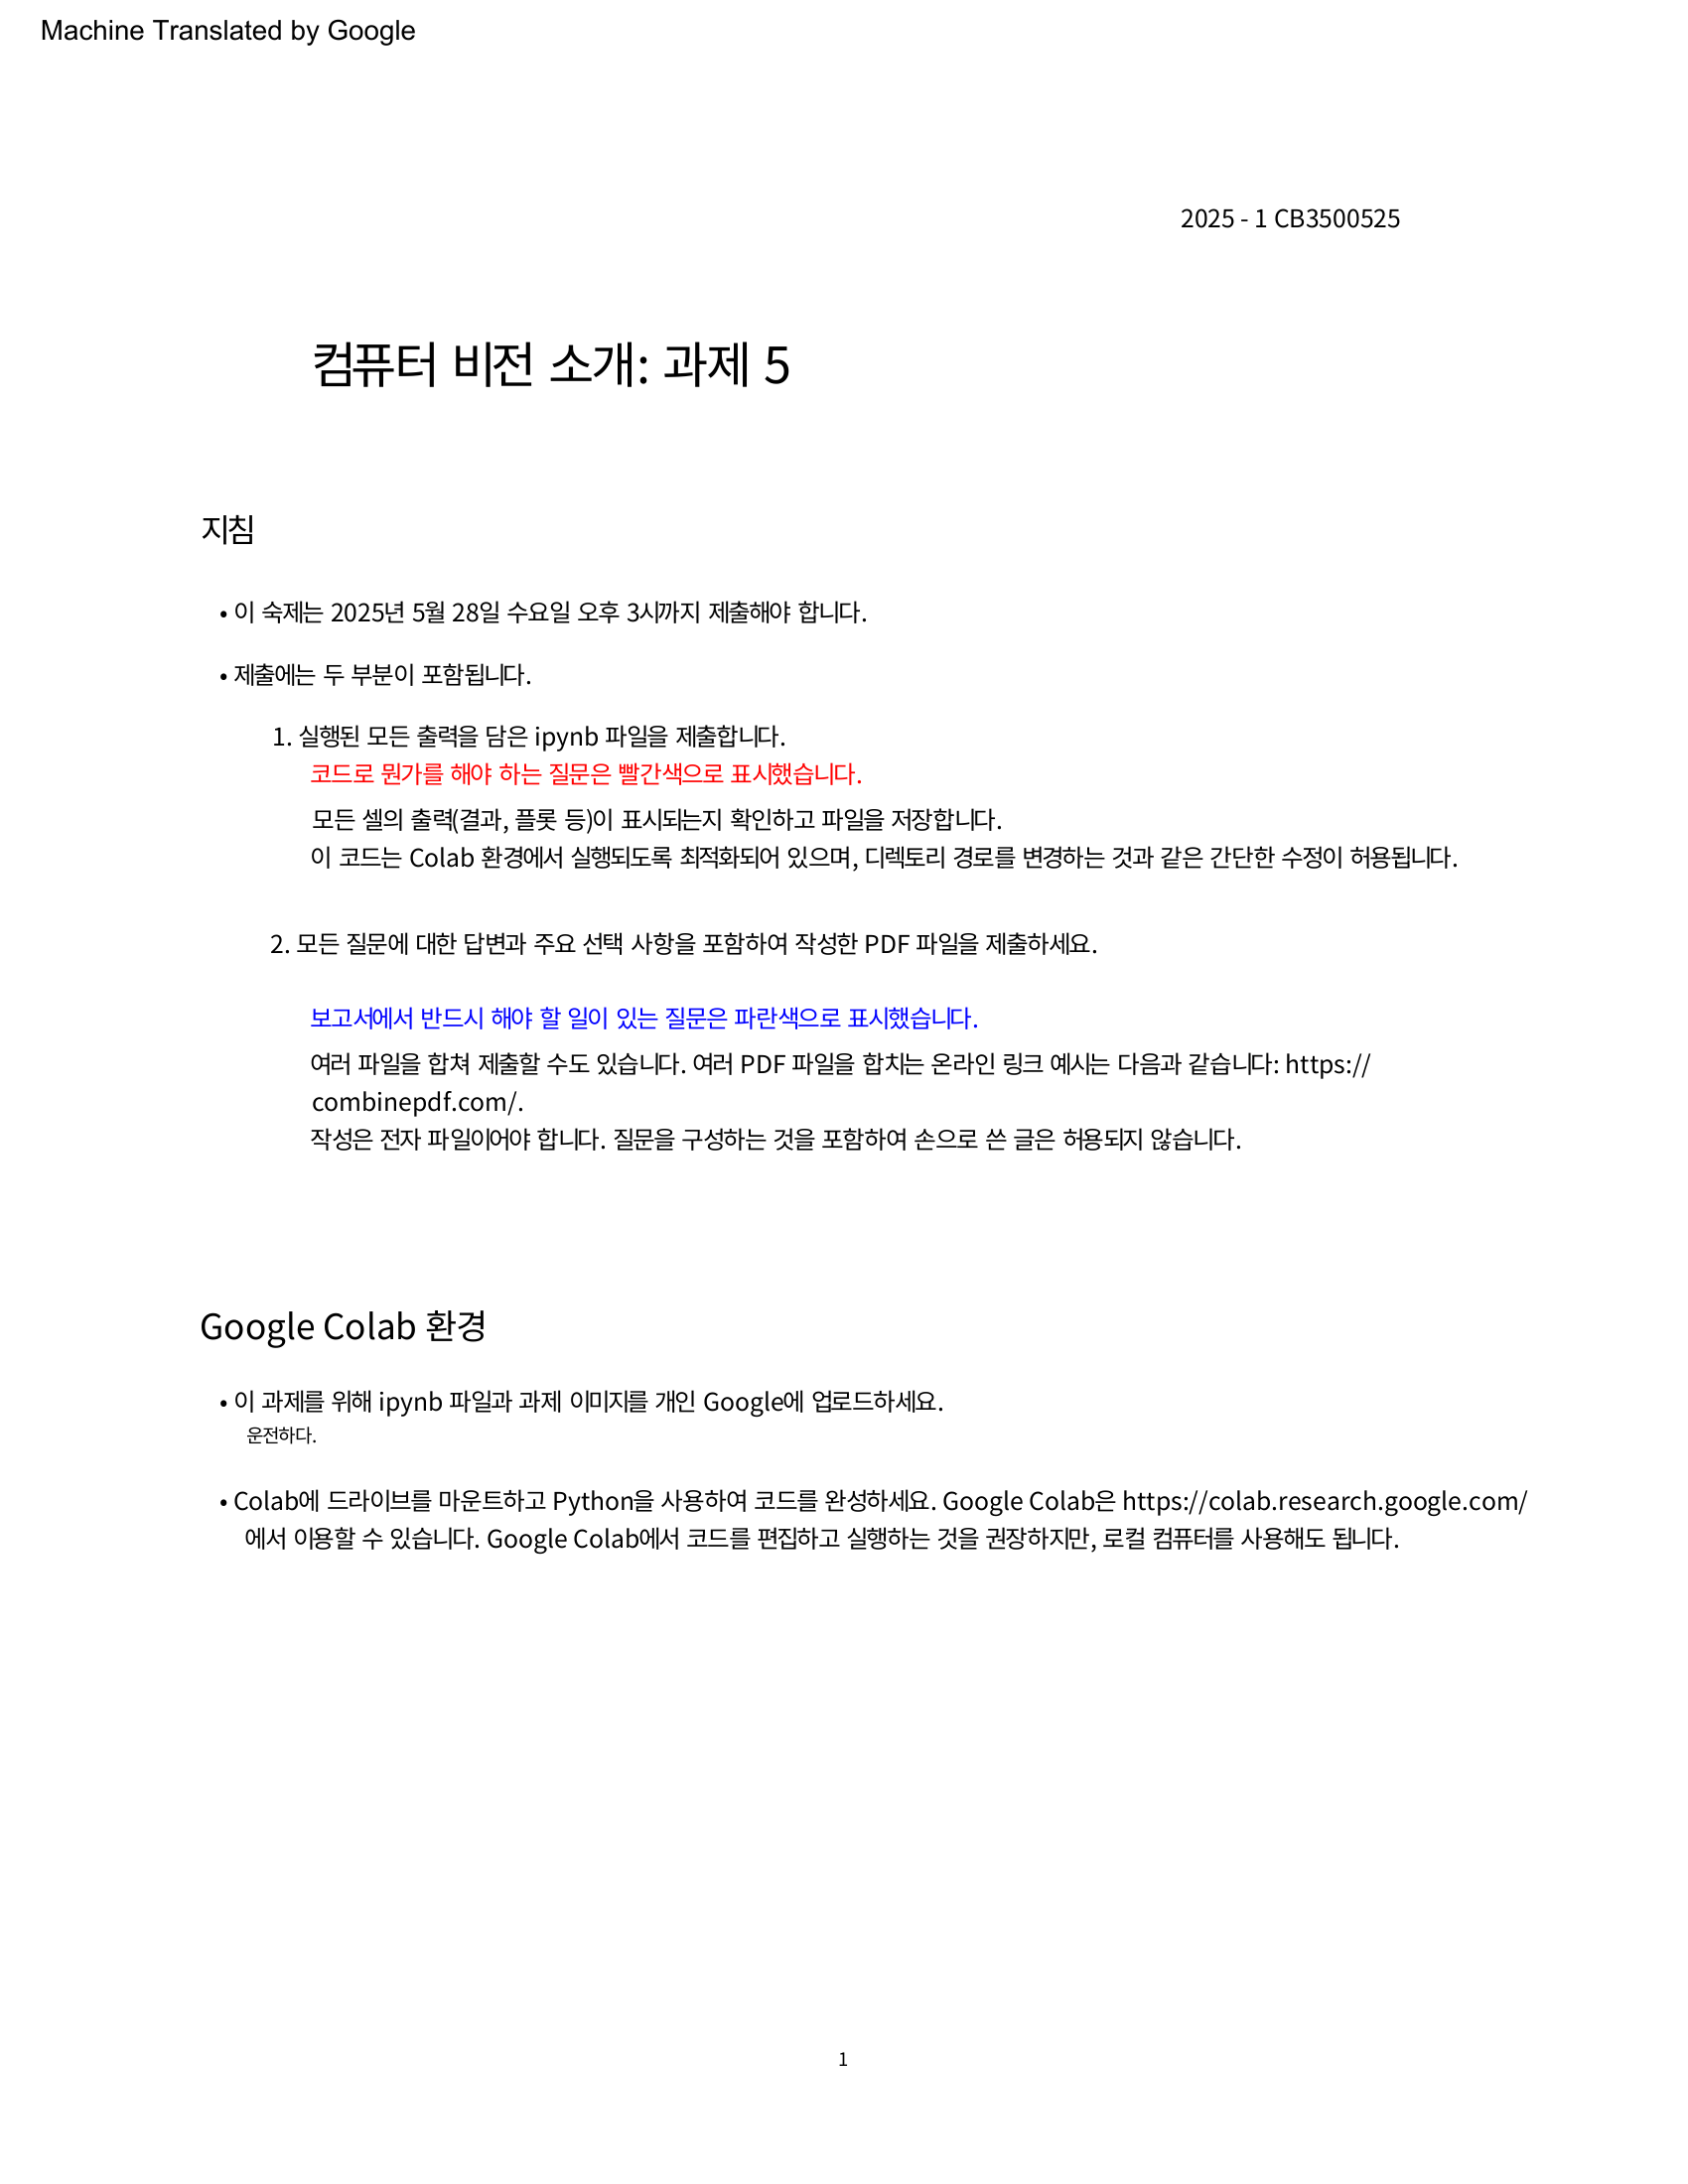 Machine Translated by Google
2025 - 1 CB3500525
컴퓨터 비전 소개: 과제 5
지침
• 이 숙제는 2025년 5월 28일 수요일 오후 3시까지 제출해야 합니다.
• 제출에는 두 부분이 포함됩니다.
1. 실행된 모든 출력을 담은 ipynb 파일을 제출합니다.
코드로 뭔가를 해야 하는 질문은 빨간색으로 표시했습니다.
모든 셀의 출력(결과, 플롯 등)이 표시되는지 확인하고 파일을 저장합니다.
이 코드는 Colab 환경에서 실행되도록 최적화되어 있으며, 디렉토리 경로를 변경하는 것과 같은 간단한 수정이 허용됩니다.
2. 모든 질문에 대한 답변과 주요 선택 사항을 포함하여 작성한 PDF 파일을 제출하세요.
보고서에서 반드시 해야 할 일이 있는 질문은 파란색으로 표시했습니다.
여러 파일을 합쳐 제출할 수도 있습니다. 여러 PDF 파일을 합치는 온라인 링크 예시는 다음과 같습니다: https://
combinepdf.com/.
작성은 전자 파일이어야 합니다. 질문을 구성하는 것을 포함하여 손으로 쓴 글은 허용되지 않습니다.
Google Colab 환경
• 이 과제를 위해 ipynb 파일과 과제 이미지를 개인 Google에 업로드하세요.
운전하다.
• Colab에 드라이브를 마운트하고 Python을 사용하여 코드를 완성하세요. Google Colab은 https://colab.research.google.com/
에서 이용할 수 있습니다. Google Colab에서 코드를 편집하고 실행하는 것을 권장하지만, 로컬 컴퓨터를 사용해도 됩니다.
1